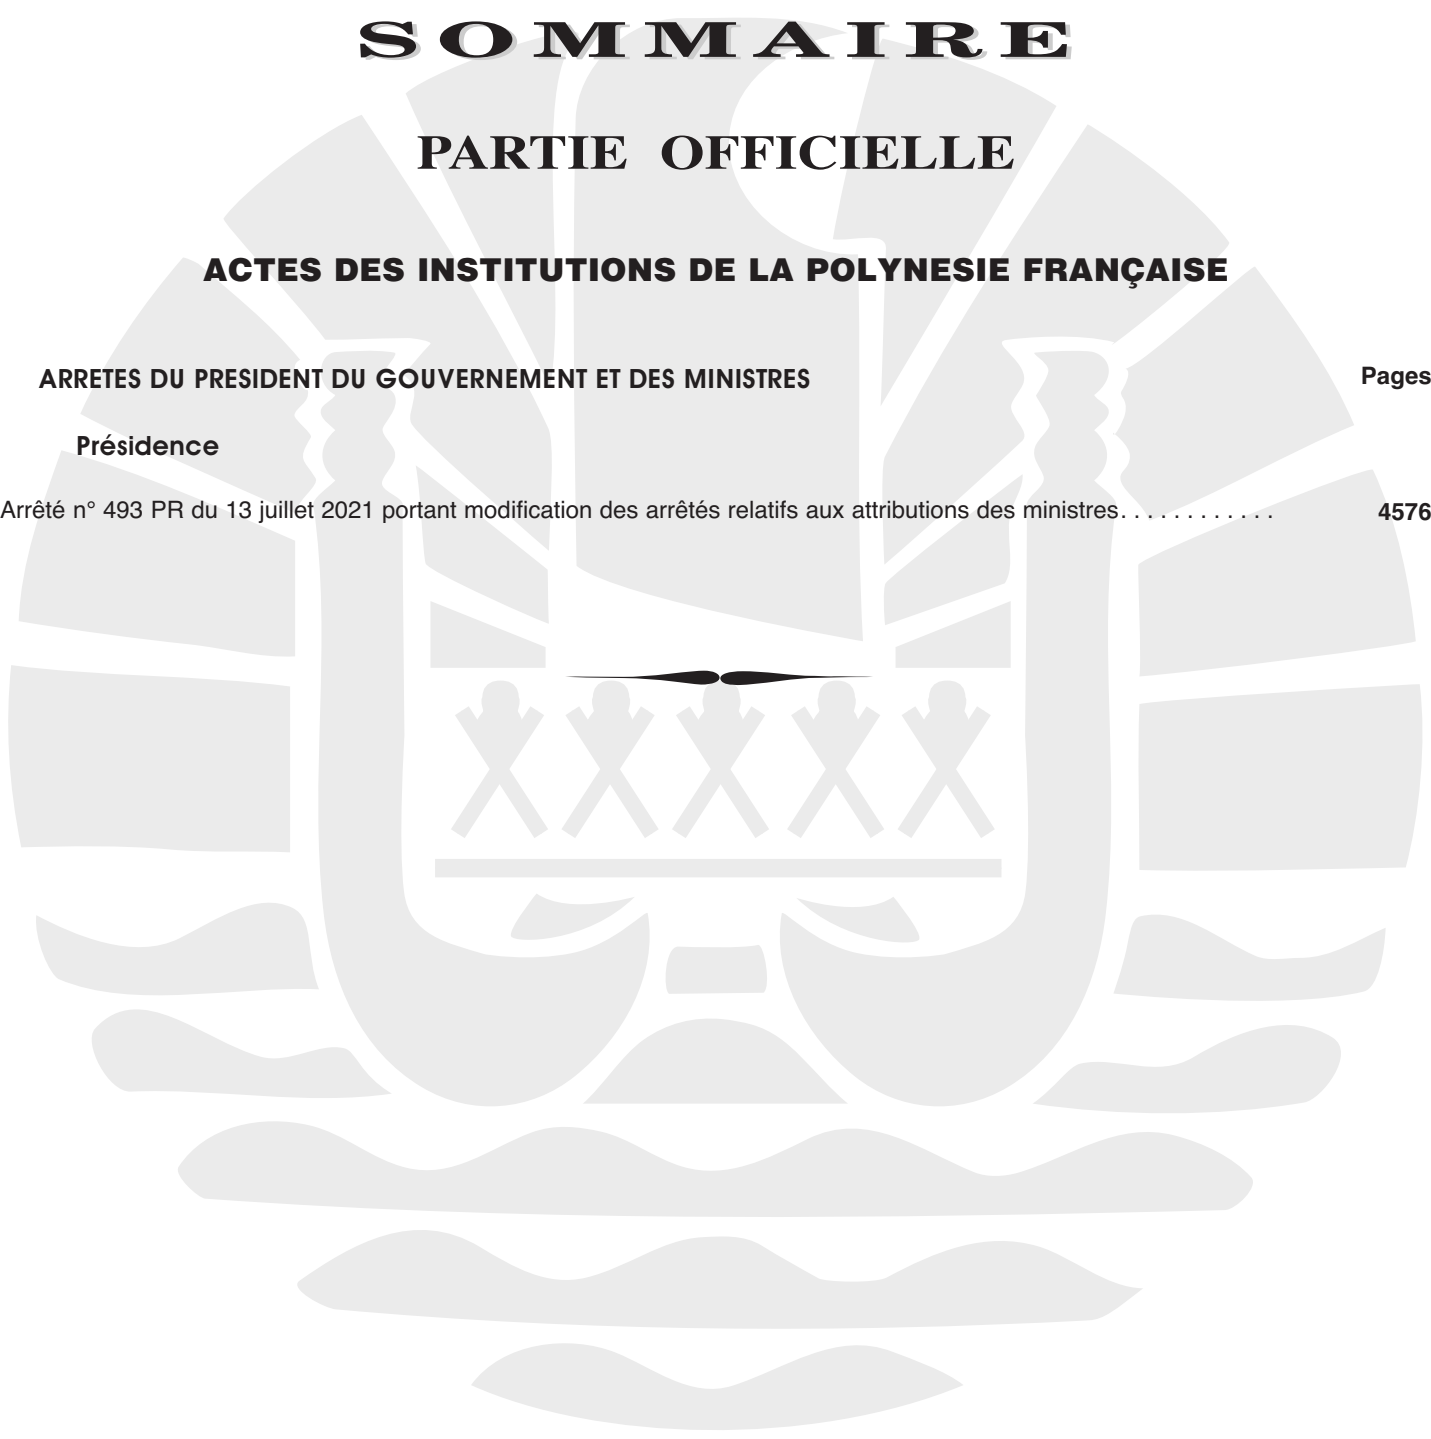 SOMMAIRE
PARTIE OFFICIELLE
ACTES DES INSTITUTIONS DE LA POLYNESIE FRANÇAISE
ARRETES DU PRESIDENT DU GOUVERNEMENT ET DES MINISTRES Pages
Présidence
Arrêté n° 493 PR du 13 juillet 2021 portant modification des arrêtés relatifs aux attributions des ministres. . . . . . . . . . . . 4576